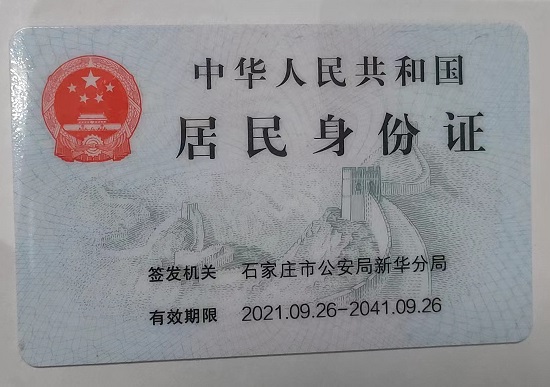 中华人民共和国
居民身份证
签发机关 石家庄市公安局新华分局
有效期限 2021.09.26-2041.09.26